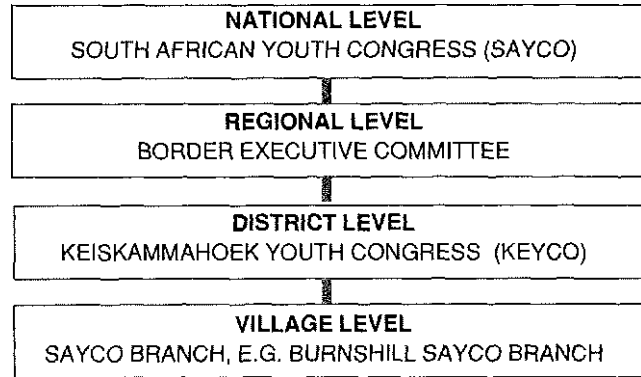 NATIONAL LEVEL
SOUTH AFRICAN YOUTH CONGRESS (SAYCO)
REGIONAL LEVEL
BORDER EXECUTIVE COMMITTEE
DISTRICT LEVEL
KEISKAMMAHOEK YOUTH CONGRESS (KEYCO)
VILLAGE LEVEL
SAYCO BRANCH, E.G. BURNSHILL SAYCO BRANCH